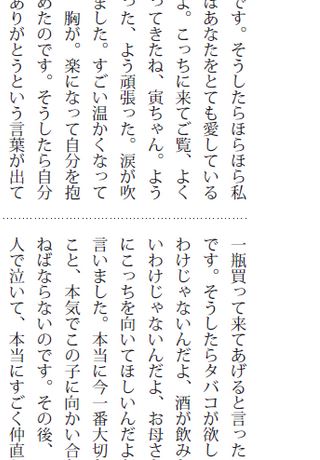 です。そうしたらほらほら私
はあなたをとても愛している
よ。こっちに来てご覧、よく
ってきたね、寅ちゃん。よう
った、よう頑張った。涙が吹
ました。すごい温かくなって
胸が。楽になって自分を抱
めたのです。そうしたら自分
ありがとうという言葉が出て
一瓶買って来てあげると言った
です。そうしたらタバコが欲し
わけじゃないんだよ、酒が飲み
いわけじゃないんだよ、お母さ
にこっちを向いてほしいんだよ
言いました。本当に今一番大切
こと、本気でこの子に向かい合
ねばならないのです。その後、
人で泣いて、本当にすごく仲直